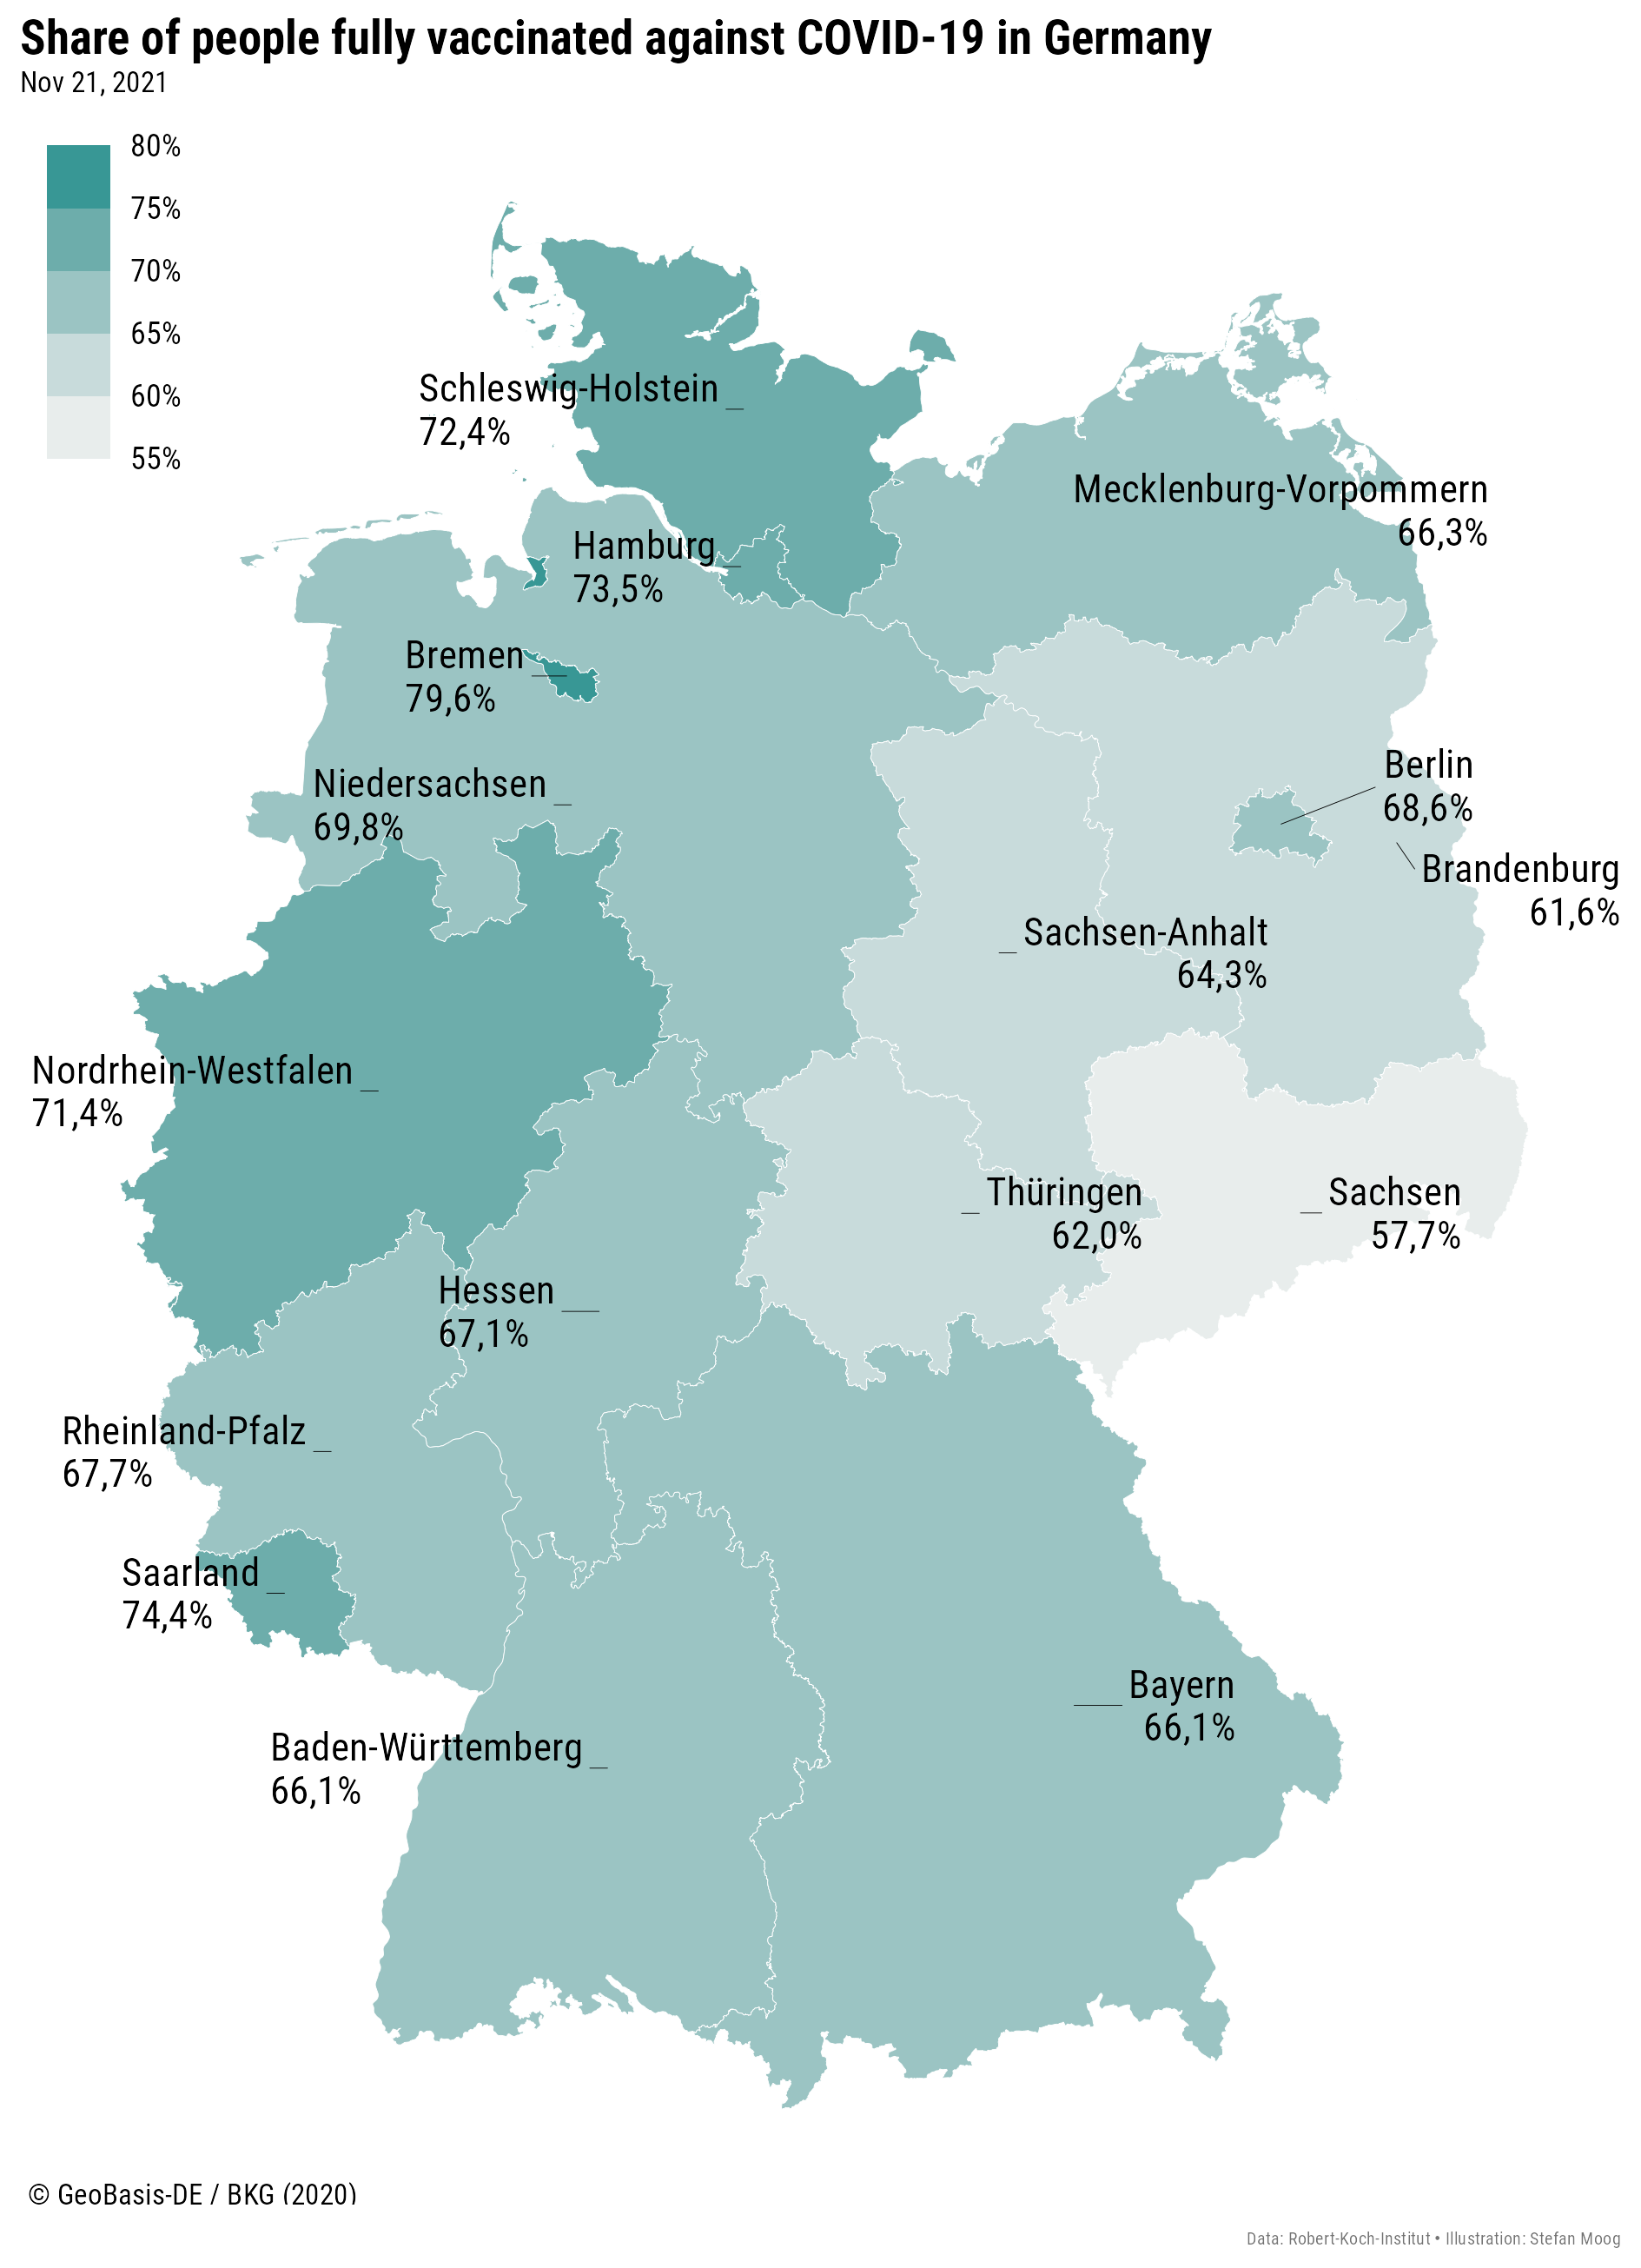 Share of people fully vaccinated against COVID-19 in Germany
Nov 21, 2021
80%
75%
70%
65%
60%
55%
Schleswig-Holstein
72,4%
Mecklenburg-Vorpommern
66,3%
Hamburg
73,5%
Bremen
79,6%
Niedersachsen
69,8%
Berlin
68,6%
Brandenburg
61,6%
Sachsen-Anhalt
64,3%
Nordrhein-Westfalen
71,4%
Thüringen
62,0%
Sachsen
57,7%
Hessen
67,1%
Rheinland-Pfalz
67,7%
Saarland
74,4%
Bayern
66,1%
Baden-Württemberg
66,1%
© GeoBasis-DE / BKG (2020)
Data: Robert-Koch-Institut • Illustration: Stefan Moog